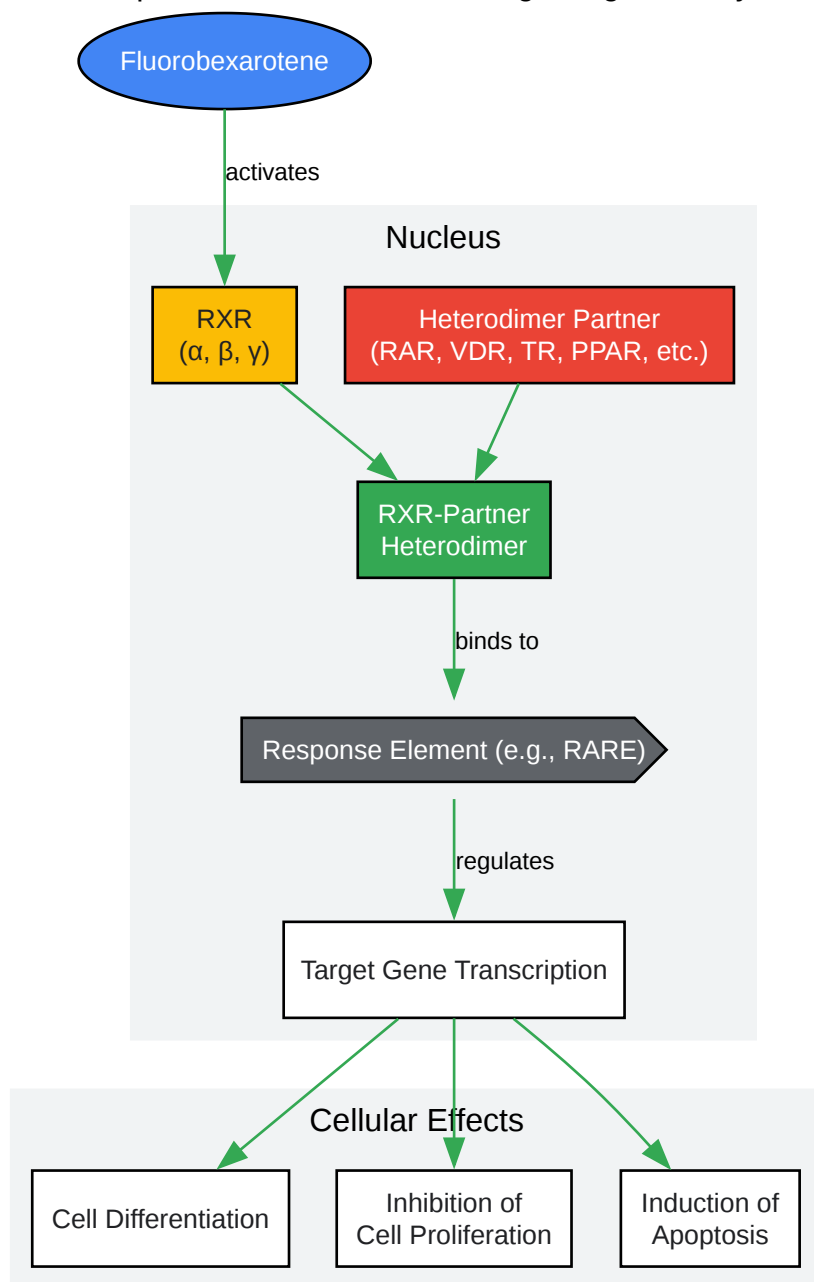 Fluorobexarotene
activates
Nucleus
RXR
(α, β, γ)
Heterodimer Partner
(RAR, VDR, TR, PPAR, etc.)
RXR-Partner
Heterodimer
binds to
Response Element (e.g., RARE)
regulates
Target Gene Transcription
Cellular Effects
Cell Differentiation
Inhibition of
Cell Proliferation
Induction of
Apoptosis